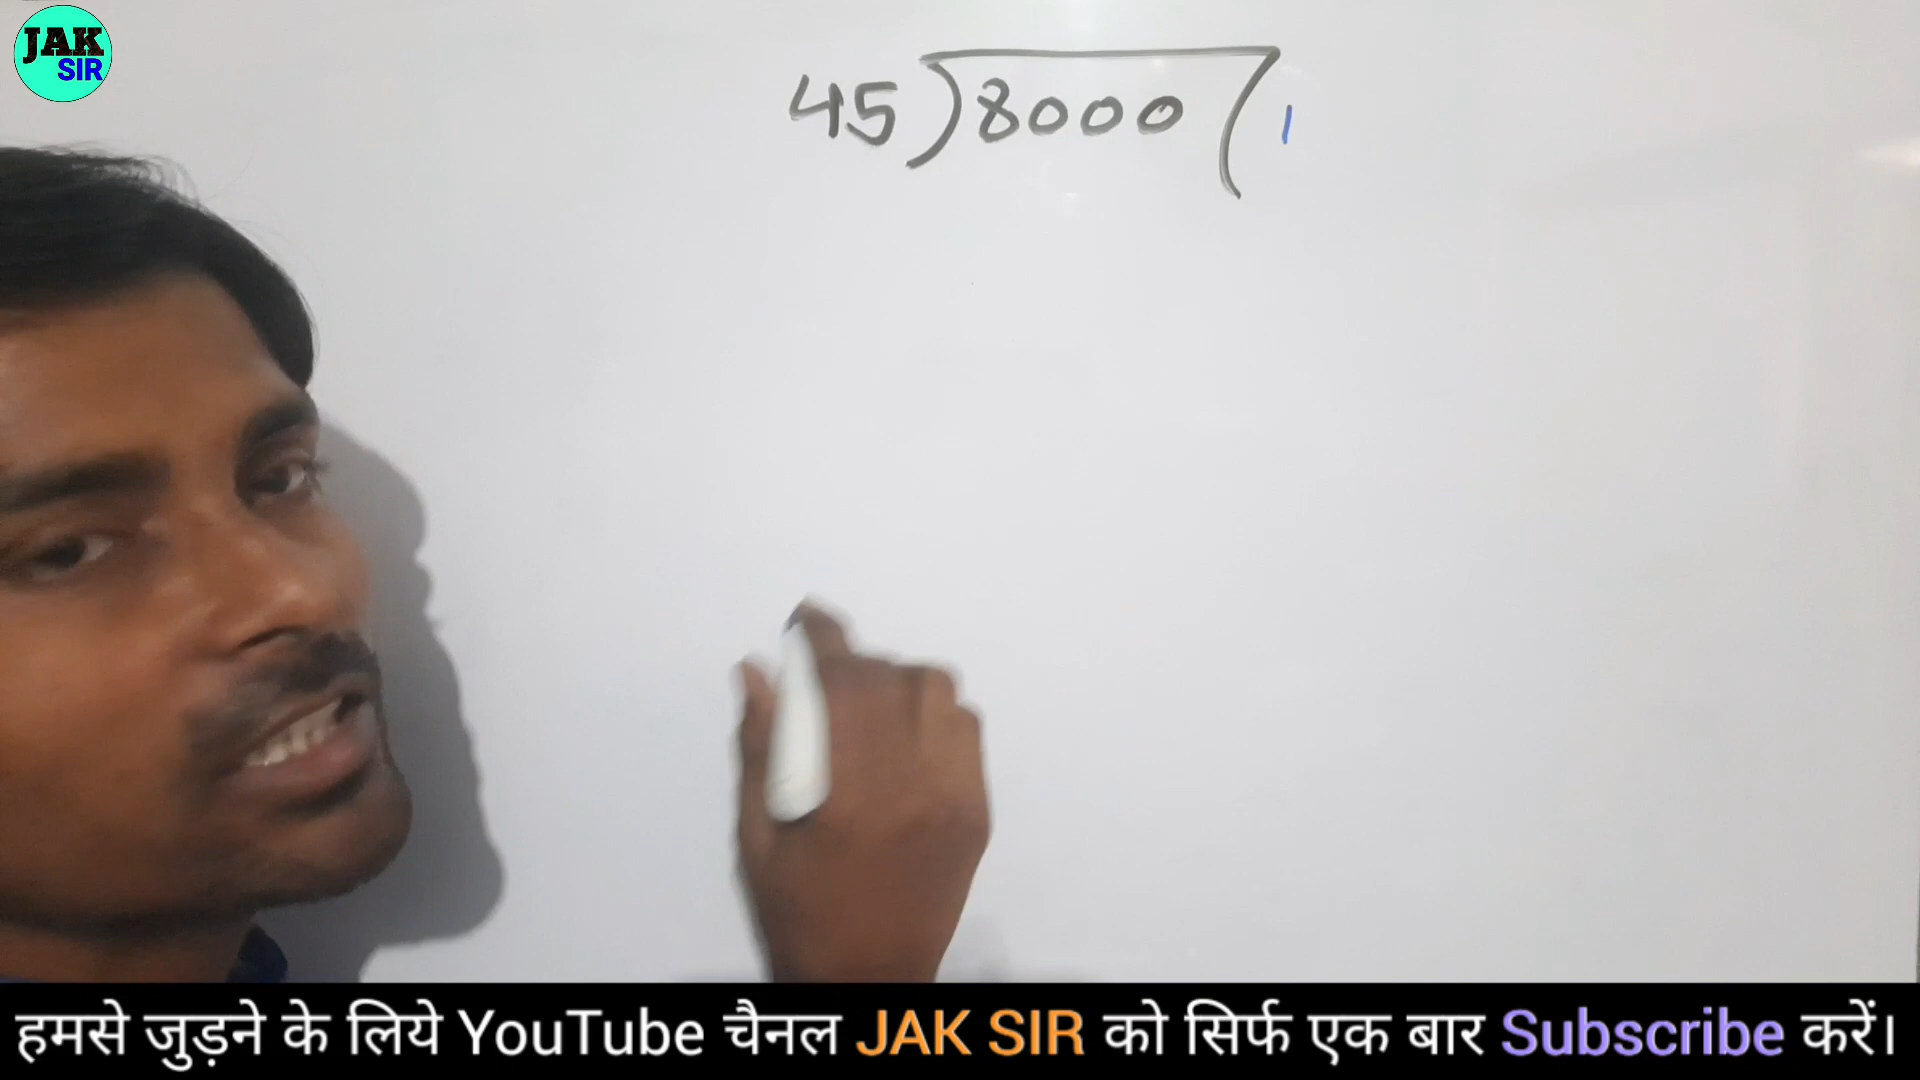 JAK
SIR
45)8000(1
हमसे जुड़ने के लिये YouTube चैनल JAK SIR को सिर्फ एक बार Subscribe करें।